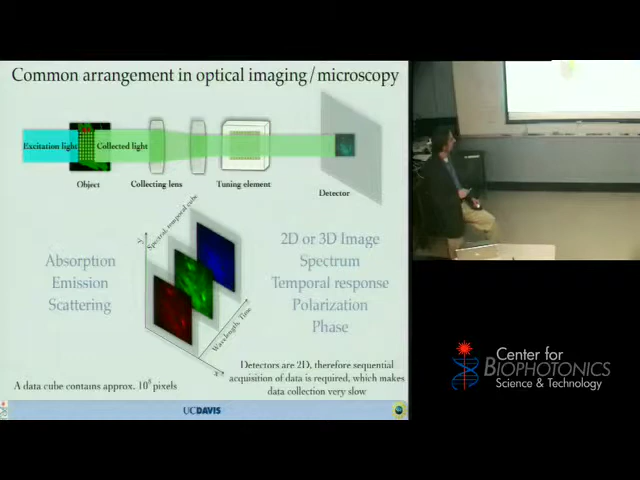 Common arrangement in optical imaging/microscopy
Excitation light
Collected light
Object
Collecting lens
Tuning element
Detector
Spectral, temporal cube
y
Absorption
Emission
Scattering
2D or 3D Image
Spectrum
Temporal response
Polarization
Phase
Wavelength, Time
x
A data cube contains approx. 10⁸ pixels
Detectors are 2D, therefore sequential
acquisition of data is required, which makes
data collection very slow
UCDAVIS
Center for
BIOPHOTONICS
Science & Technology